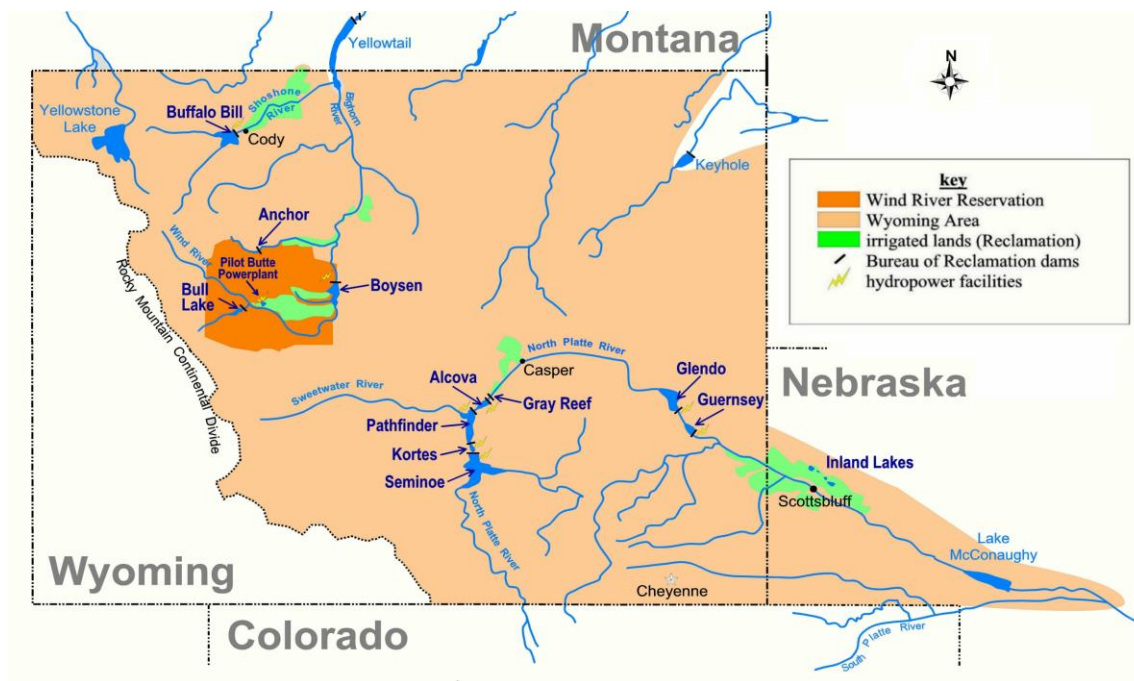 Montana
Yellowtail
N
Shoshone
River
Bighorn
River
Yellowstone
Lake
Buffalo Bill
Cody
Keyhole
key
Wind River Reservation
Wyoming Area
irrigated lands (Reclamation)
Bureau of Reclamation dams
hydropower facilities
Anchor
Wind River
Pilot Butte
Powerplant
Bull
Lake
Boysen
Rocky Mountain Continental Divide
North Platte River
Casper
Nebraska
Sweetwater River
Alcova
Gray Reef
Glendo
Guernsey
Pathfinder
Kortes
Seminoe
Inland Lakes
Scottsbluff
North Platte River
Lake
McConaughy
Wyoming
Cheyenne
Colorado
South Platte River